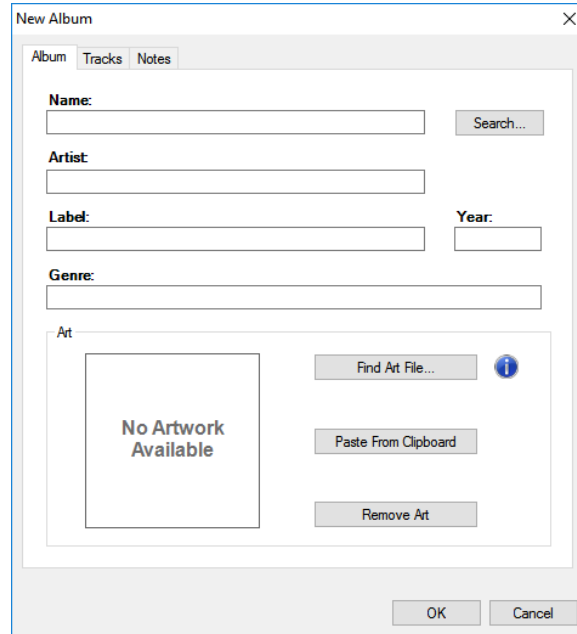 New Album
Album Tracks Notes
Name:
Search...
Artist:
Label: Year:
Genre:
Art
Find Art File...
No Artwork
Available
Paste From Clipboard
Remove Art
OK Cancel